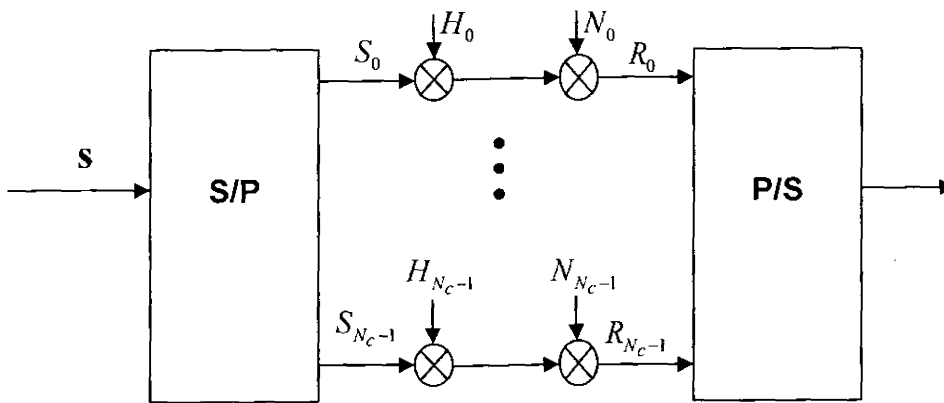 H_0 N_0
S_0 R_0
s S/P P/S
H_{N_c-1} N_{N_c-1}
S_{N_c-1} R_{N_c-1}